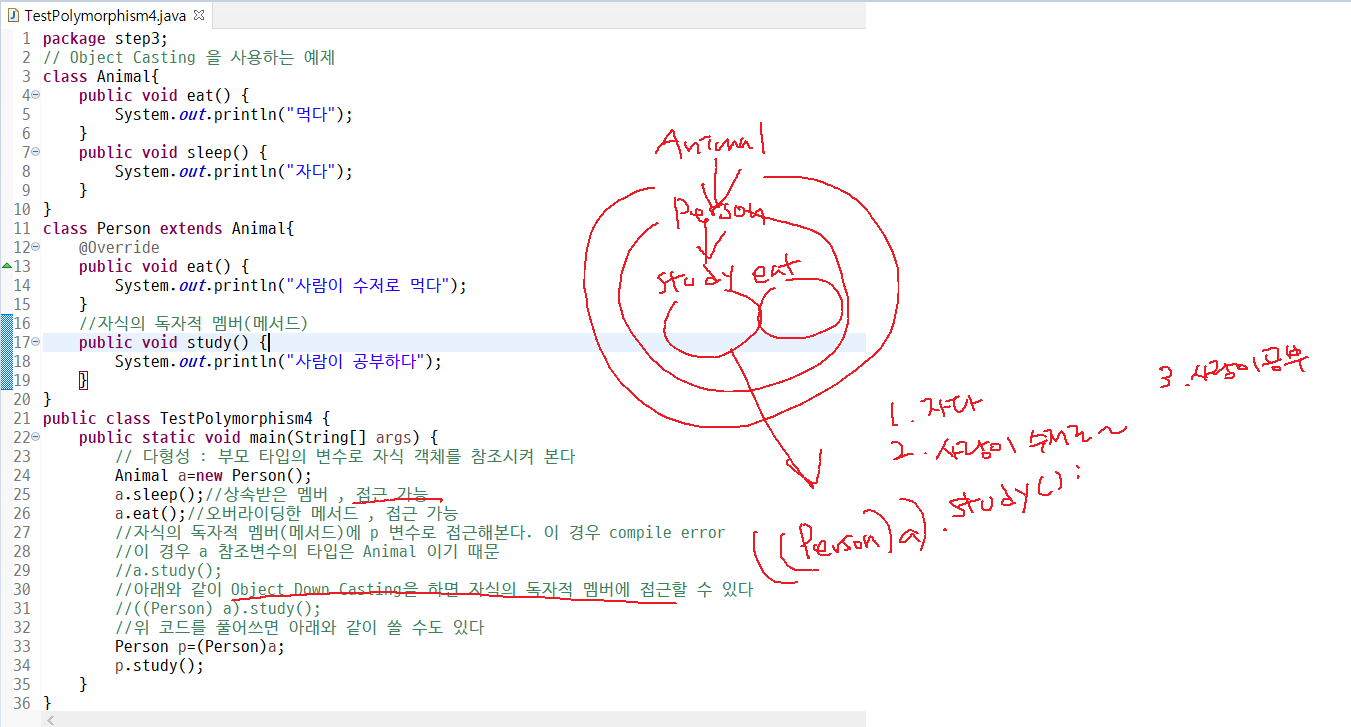 TestPolymorphism4.java
1 package step3;
2 // Object Casting 을 사용하는 예제
3 class Animal{
4 public void eat() {
5 System.out.println("먹다");
6 }
7 public void sleep() {
8 System.out.println("자다");
9 }
10 }
11 class Person extends Animal{
12 @Override
13 public void eat() {
14 System.out.println("사람이 수저로 먹다");
15 }
16 //자식의 독자적 멤버(메서드)
17 public void study() {
18 System.out.println("사람이 공부하다");
19 }
20 }
21 public class TestPolymorphism4 {
22 public static void main(String[] args) {
23 // 다형성 : 부모 타입의 변수로 자식 객체를 참조시켜 본다
24 Animal a=new Person();
25 a.sleep();//상속받은 멤버 , 접근 가능
26 a.eat();//오버라이딩한 메서드 , 접근 가능
27 //자식의 독자적 멤버(메서드)에 p 변수로 접근해본다. 이 경우 compile error
28 //이 경우 a 참조변수의 타입은 Animal 이기 때문
29 //a.study();
30 //아래와 같이 Object Down Casting을 하면 자식의 독자적 멤버에 접근할 수 있다
31 //((Person) a).study();
32 //위 코드를 풀어쓰면 아래와 같이 쓸 수도 있다
33 Person p=(Person)a;
34 p.study();
35 }
36 }
Animal
Person
study eat
1. 자다
2. 사람이 수저로~
3. 사람이 공부
((Person)a).study();